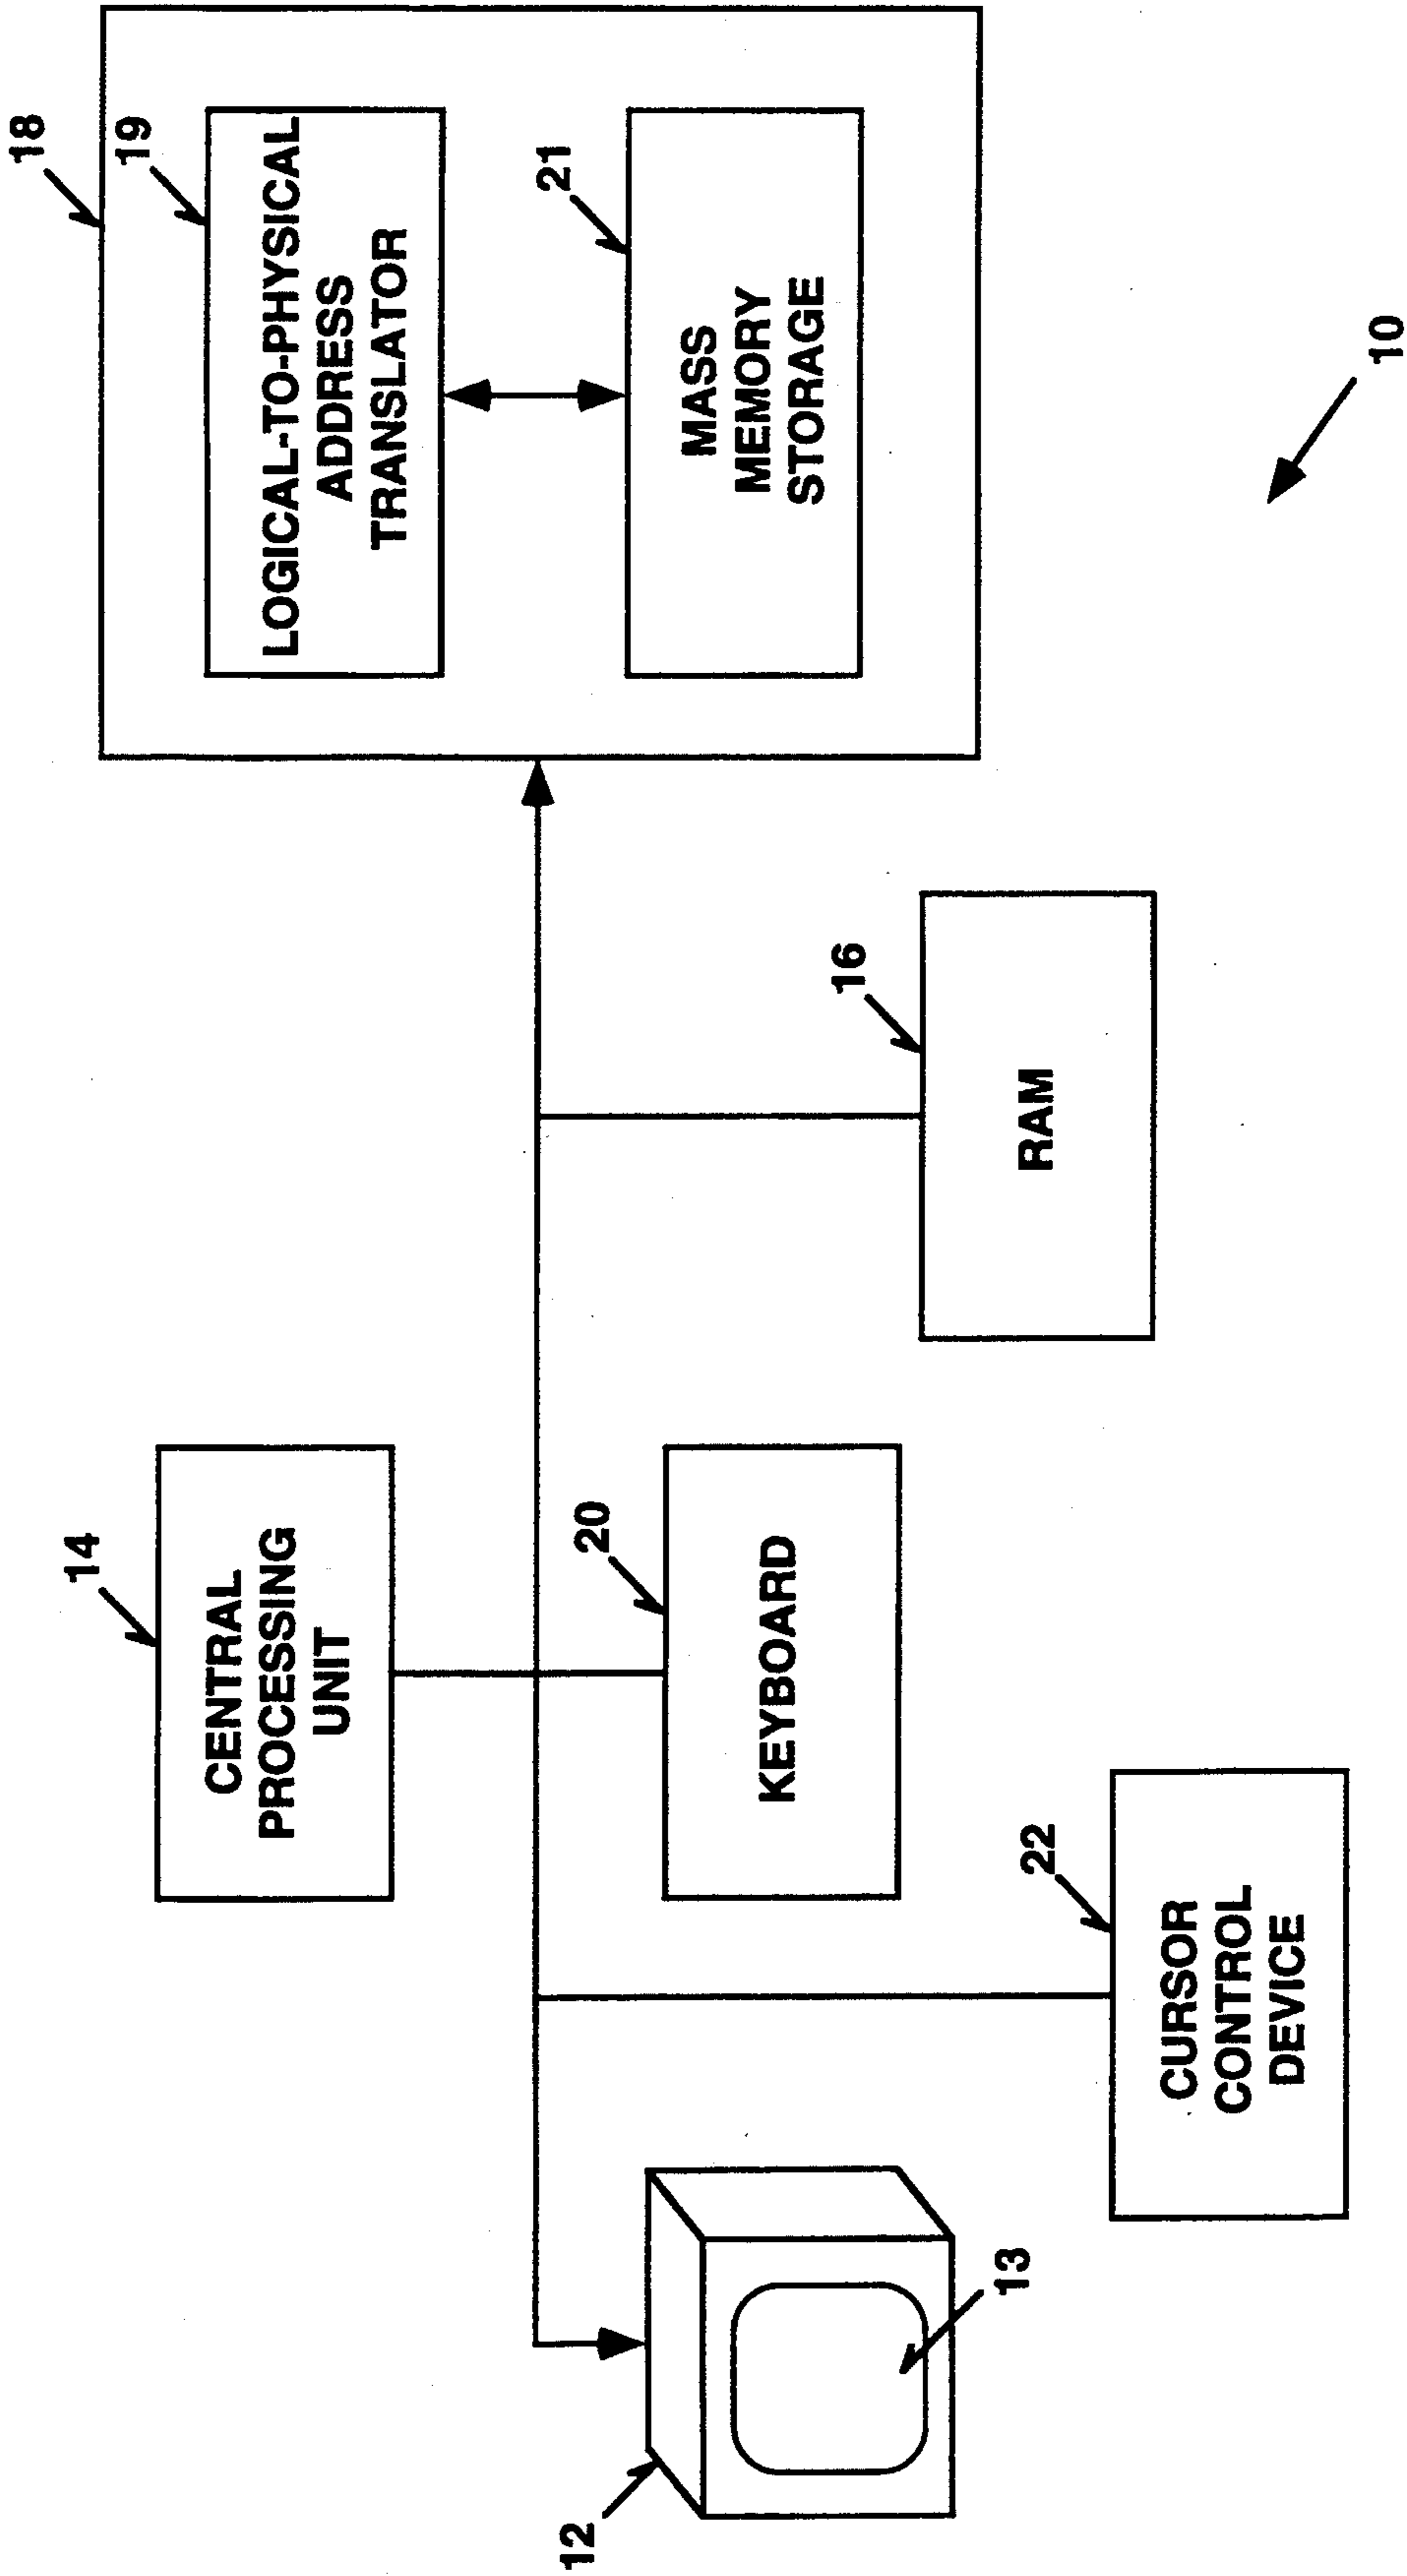 18
19
LOGICAL-TO-PHYSICAL
ADDRESS
TRANSLATOR
21
MASS
MEMORY
STORAGE
14
CENTRAL
PROCESSING
UNIT
20
KEYBOARD
16
RAM
22
CURSOR
CONTROL
DEVICE
12
13
10